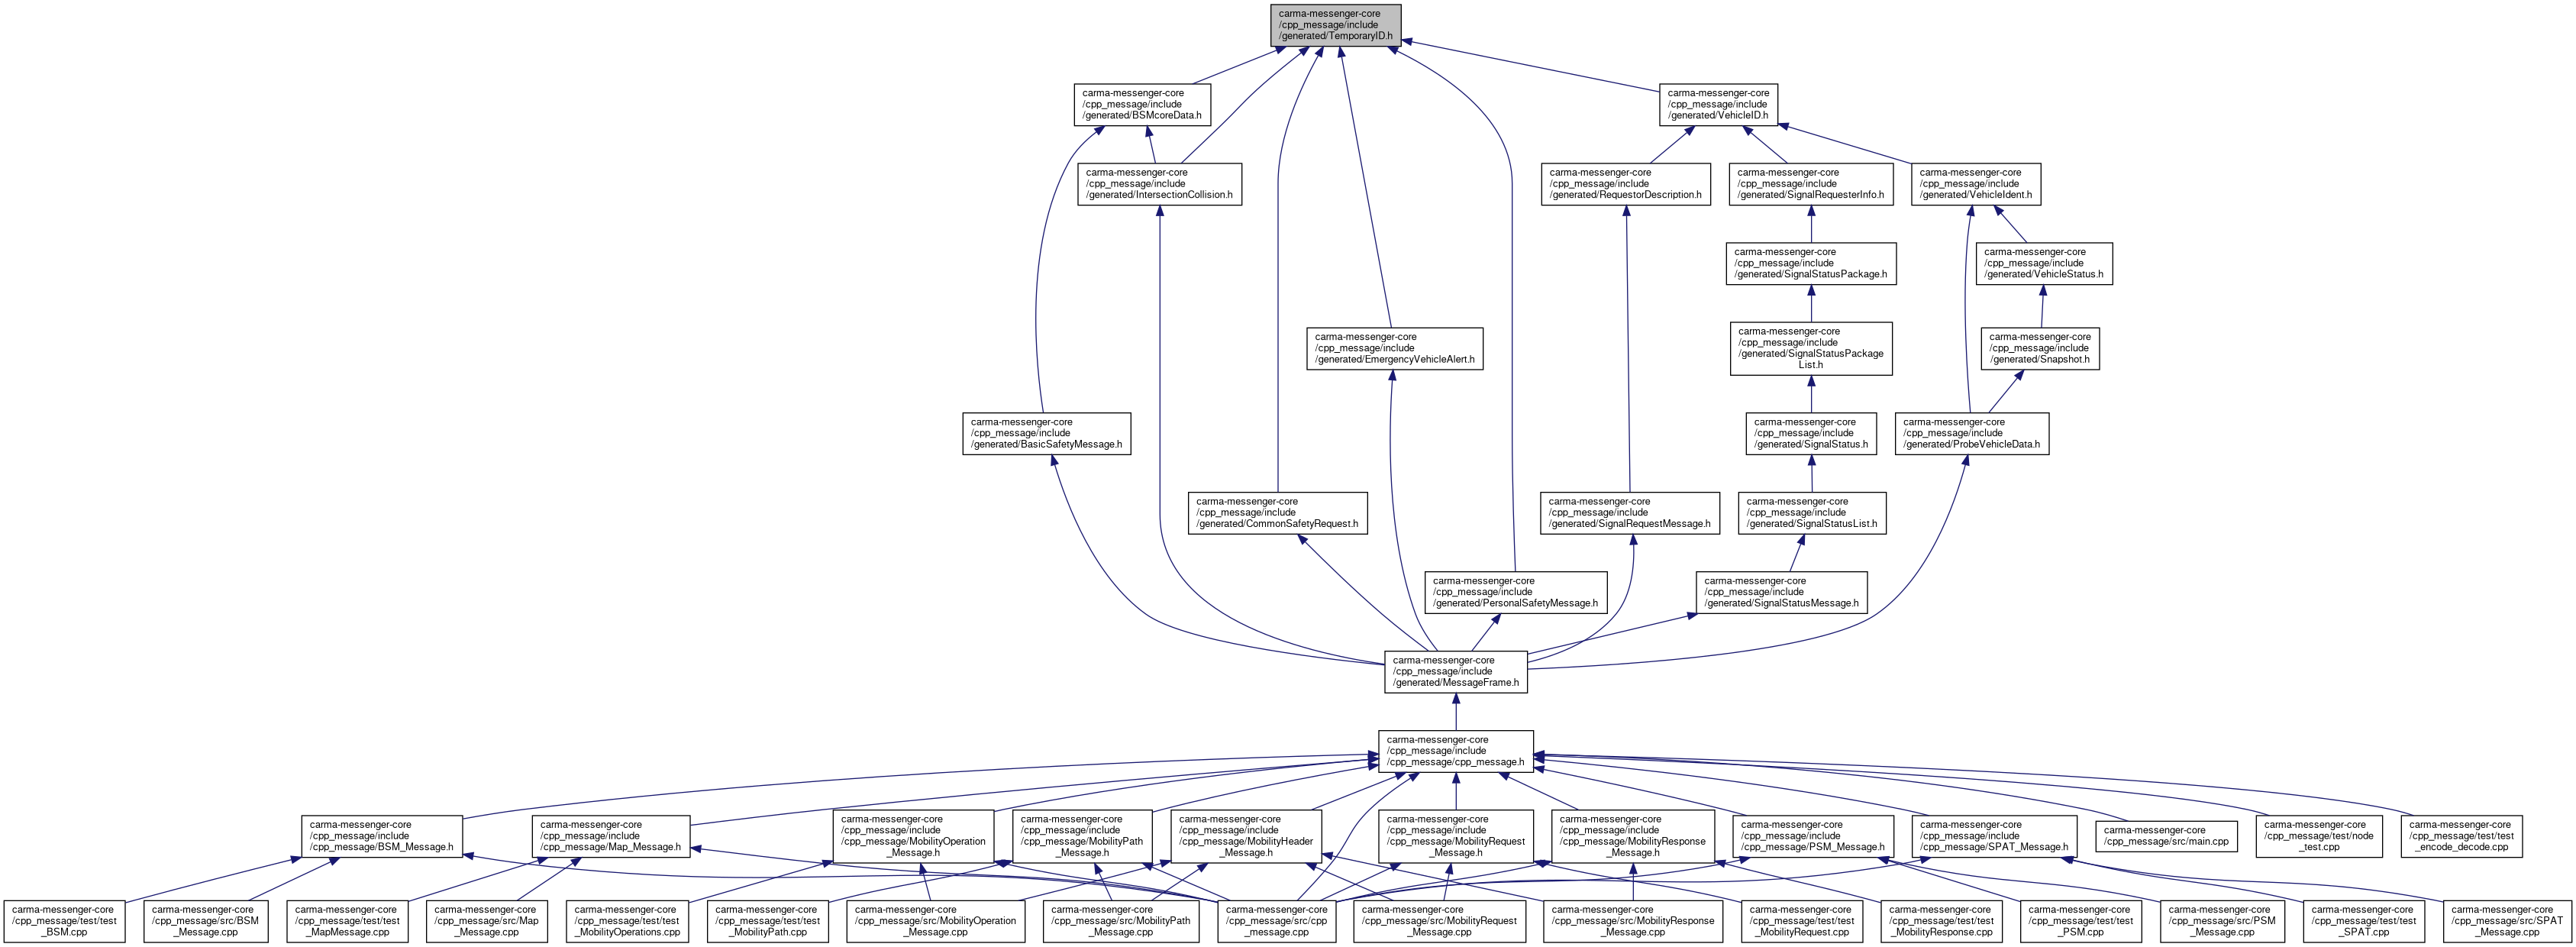 carma-messenger-core
/cpp_message/include
/generated/TemporaryID.h
carma-messenger-core
/cpp_message/include
/generated/BSMcoreData.h
carma-messenger-core
/cpp_message/include
/generated/VehicleID.h
carma-messenger-core
/cpp_message/include
/generated/IntersectionCollision.h
carma-messenger-core
/cpp_message/include
/generated/RequestorDescription.h
carma-messenger-core
/cpp_message/include
/generated/SignalRequesterInfo.h
carma-messenger-core
/cpp_message/include
/generated/VehicleIdent.h
carma-messenger-core
/cpp_message/include
/generated/SignalStatusPackage.h
carma-messenger-core
/cpp_message/include
/generated/VehicleStatus.h
carma-messenger-core
/cpp_message/include
/generated/EmergencyVehicleAlert.h
carma-messenger-core
/cpp_message/include
/generated/SignalStatusPackage
List.h
carma-messenger-core
/cpp_message/include
/generated/Snapshot.h
carma-messenger-core
/cpp_message/include
/generated/BasicSafetyMessage.h
carma-messenger-core
/cpp_message/include
/generated/SignalStatus.h
carma-messenger-core
/cpp_message/include
/generated/ProbeVehicleData.h
carma-messenger-core
/cpp_message/include
/generated/CommonSafetyRequest.h
carma-messenger-core
/cpp_message/include
/generated/SignalRequestMessage.h
carma-messenger-core
/cpp_message/include
/generated/SignalStatusList.h
carma-messenger-core
/cpp_message/include
/generated/PersonalSafetyMessage.h
carma-messenger-core
/cpp_message/include
/generated/SignalStatusMessage.h
carma-messenger-core
/cpp_message/include
/generated/MessageFrame.h
carma-messenger-core
/cpp_message/include
/cpp_message/cpp_message.h
carma-messenger-core
/cpp_message/include
/cpp_message/BSM_Message.h
carma-messenger-core
/cpp_message/include
/cpp_message/Map_Message.h
carma-messenger-core
/cpp_message/include
/cpp_message/MobilityOperation
_Message.h
carma-messenger-core
/cpp_message/include
/cpp_message/MobilityPath
_Message.h
carma-messenger-core
/cpp_message/include
/cpp_message/MobilityHeader
_Message.h
carma-messenger-core
/cpp_message/include
/cpp_message/MobilityRequest
_Message.h
carma-messenger-core
/cpp_message/include
/cpp_message/MobilityResponse
_Message.h
carma-messenger-core
/cpp_message/include
/cpp_message/PSM_Message.h
carma-messenger-core
/cpp_message/include
/cpp_message/SPAT_Message.h
carma-messenger-core
/cpp_message/src/main.cpp
carma-messenger-core
/cpp_message/test/node
_test.cpp
carma-messenger-core
/cpp_message/test/test
_encode_decode.cpp
carma-messenger-core
/cpp_message/test/test
_BSM.cpp
carma-messenger-core
/cpp_message/src/BSM
_Message.cpp
carma-messenger-core
/cpp_message/test/test
_MapMessage.cpp
carma-messenger-core
/cpp_message/src/Map
_Message.cpp
carma-messenger-core
/cpp_message/test/test
_MobilityOperations.cpp
carma-messenger-core
/cpp_message/test/test
_MobilityPath.cpp
carma-messenger-core
/cpp_message/src/MobilityOperation
_Message.cpp
carma-messenger-core
/cpp_message/src/MobilityPath
_Message.cpp
carma-messenger-core
/cpp_message/src/cpp
_message.cpp
carma-messenger-core
/cpp_message/src/MobilityRequest
_Message.cpp
carma-messenger-core
/cpp_message/src/MobilityResponse
_Message.cpp
carma-messenger-core
/cpp_message/test/test
_MobilityRequest.cpp
carma-messenger-core
/cpp_message/test/test
_MobilityResponse.cpp
carma-messenger-core
/cpp_message/test/test
_PSM.cpp
carma-messenger-core
/cpp_message/src/PSM
_Message.cpp
carma-messenger-core
/cpp_message/test/test
_SPAT.cpp
carma-messenger-core
/cpp_message/src/SPAT
_Message.cpp